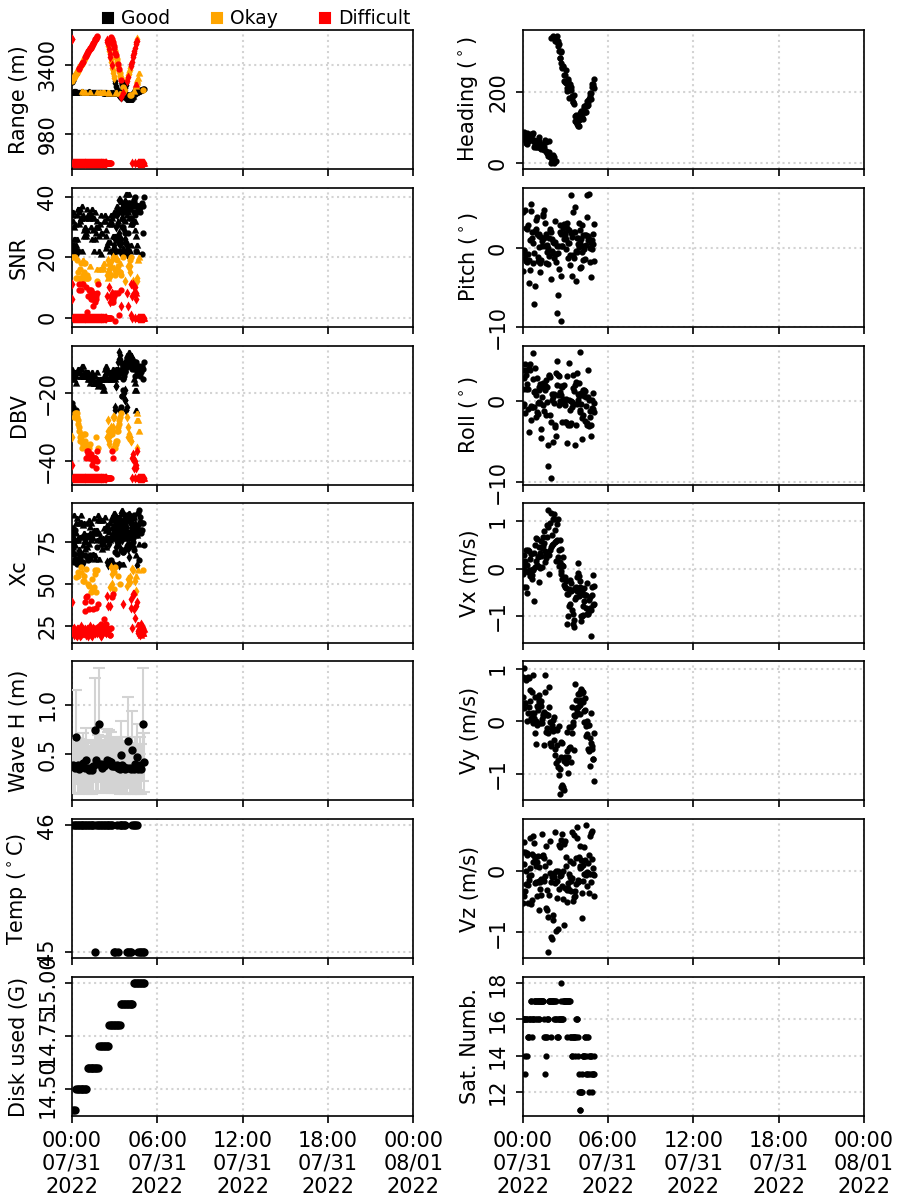 Good Okay Difficult
Range (m)
3400
980
Heading (°)
200
0
SNR
40
20
0
Pitch (°)
0
−10
DBV
−20
−40
Roll (°)
0
−10
Xc
75
50
25
Vx (m/s)
1
0
−1
Wave H (m)
1.0
0.5
Vy (m/s)
1
0
−1
Temp (°C)
46
45
Vz (m/s)
0
−1
Disk used (G)
15.00
14.75
14.50
Sat. Numb.
18
16
14
12
00:00 06:00 12:00 18:00 00:00
07/31 07/31 07/31 07/31 08/01
2022 2022 2022 2022 2022
00:00 06:00 12:00 18:00 00:00
07/31 07/31 07/31 07/31 08/01
2022 2022 2022 2022 2022